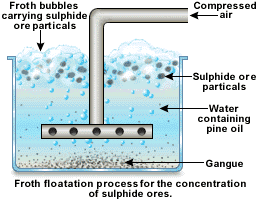 Froth bubbles
carrying sulphide
ore particals
Compressed
air
Sulphide ore
particals
Water
containing
pine oil
Gangue
Froth floatation process for the concentration
of sulphide ores.